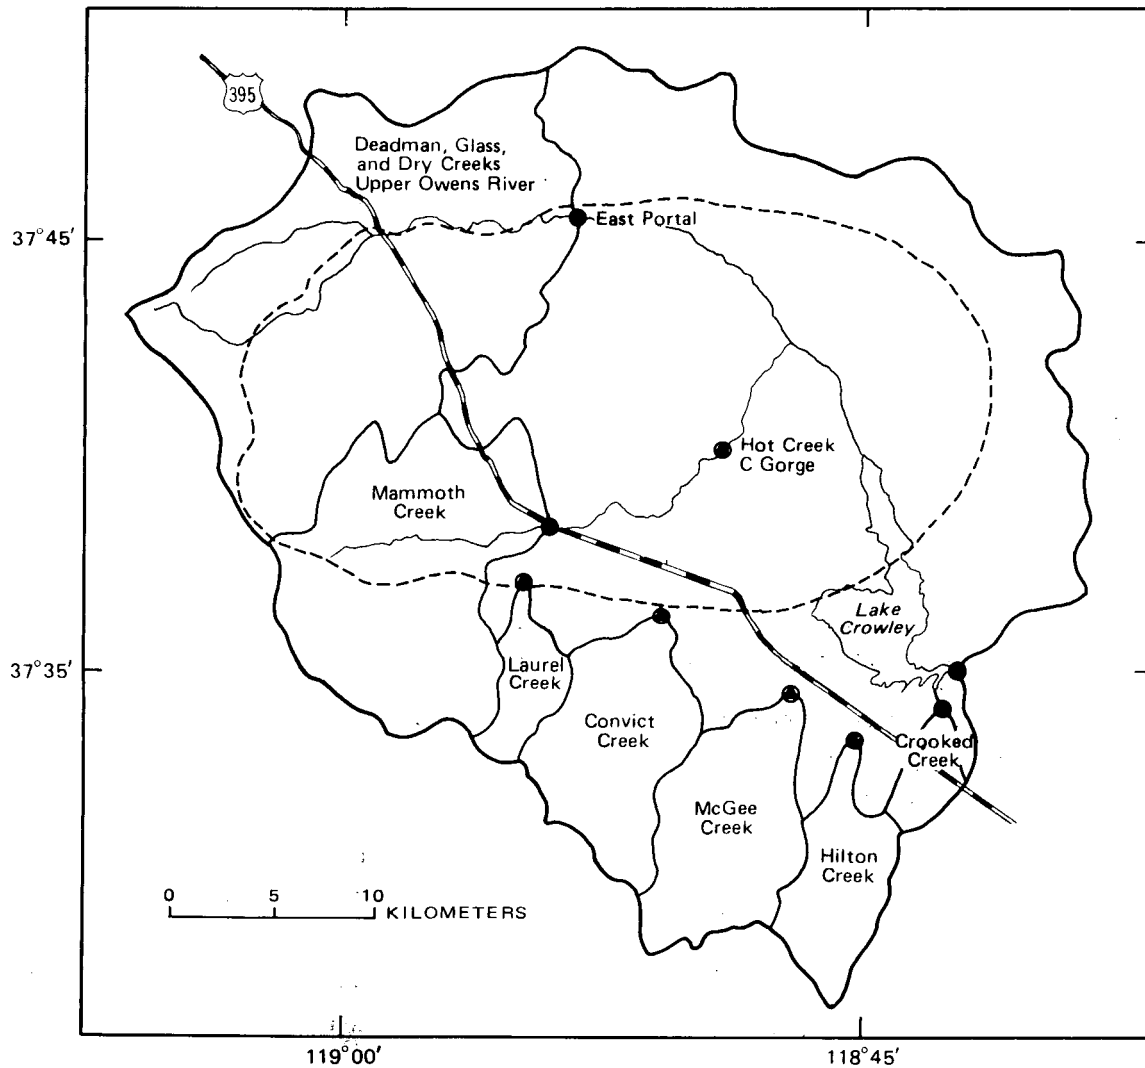 395
Deadman, Glass,
and Dry Creeks
Upper Owens River
East Portal
37°45′
Hot Creek
C Gorge
Mammoth
Creek
Lake
Crowley
37°35′
Laurel
Creek
Convict
Creek
Crooked
Creek
McGee
Creek
Hilton
Creek
0 5 10
KILOMETERS
119°00′ 118°45′